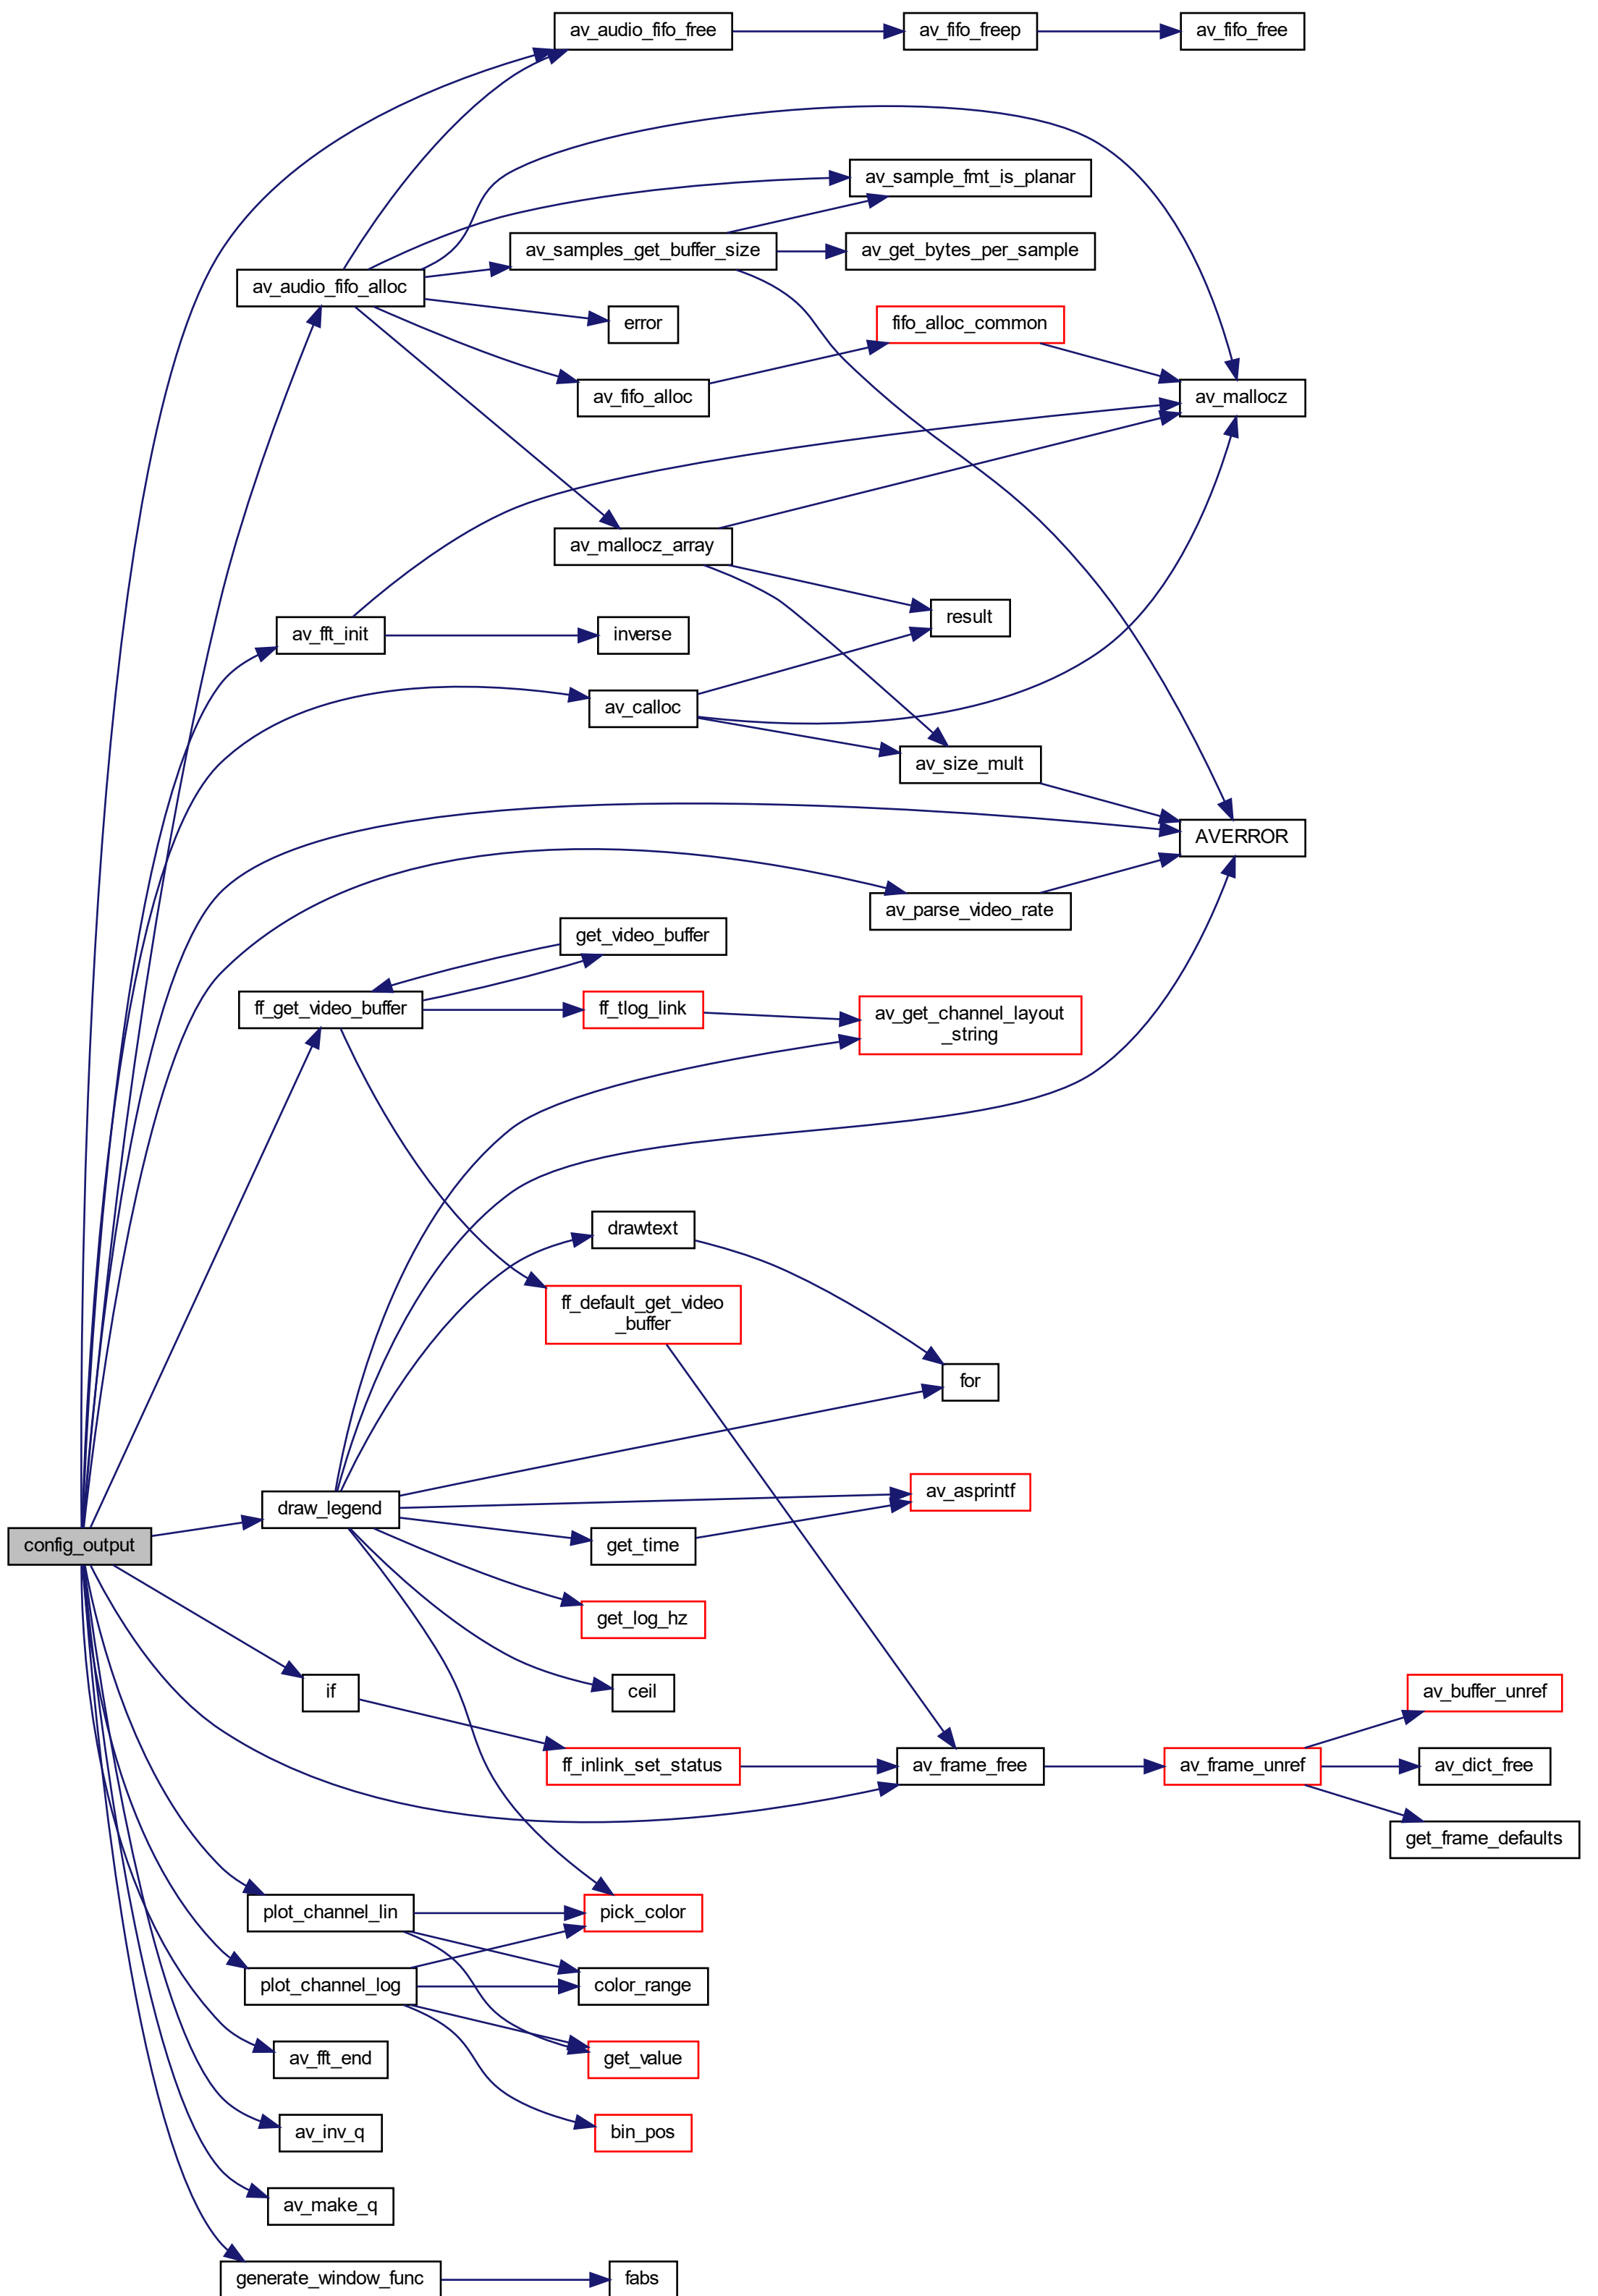 av_audio_fifo_free
av_fifo_freep
av_fifo_free
av_sample_fmt_is_planar
av_samples_get_buffer_size
av_get_bytes_per_sample
av_audio_fifo_alloc
error
fifo_alloc_common
av_fifo_alloc
av_mallocz
av_mallocz_array
result
av_fft_init
inverse
av_calloc
av_size_mult
AVERROR
av_parse_video_rate
get_video_buffer
ff_get_video_buffer
ff_tlog_link
av_get_channel_layout
_string
drawtext
ff_default_get_video
_buffer
for
av_asprintf
draw_legend
get_time
config_output
get_log_hz
if
ceil
av_buffer_unref
ff_inlink_set_status
av_frame_free
av_frame_unref
av_dict_free
get_frame_defaults
plot_channel_lin
pick_color
plot_channel_log
color_range
av_fft_end
get_value
av_inv_q
bin_pos
av_make_q
generate_window_func
fabs